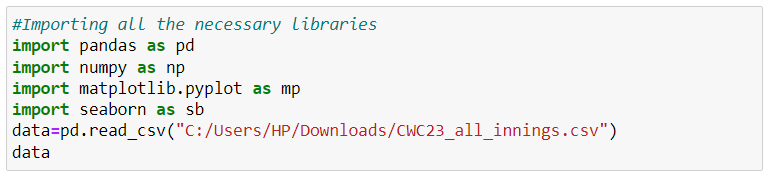 #Importing all the necessary libraries
import pandas as pd
import numpy as np
import matplotlib.pyplot as mp
import seaborn as sb
data=pd.read_csv("C:/Users/HP/Downloads/CWC23_all_innings.csv")
data